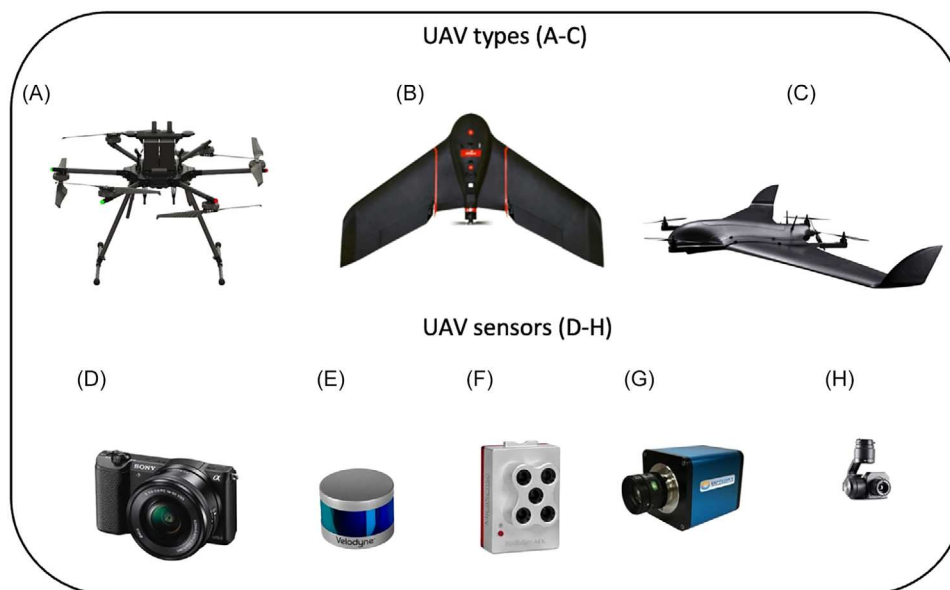 UAV types (A-C)
(A)
(B)
(C)
UAV sensors (D-H)
(D)
(E)
(F)
(G)
(H)
SONY
α
Velodyne